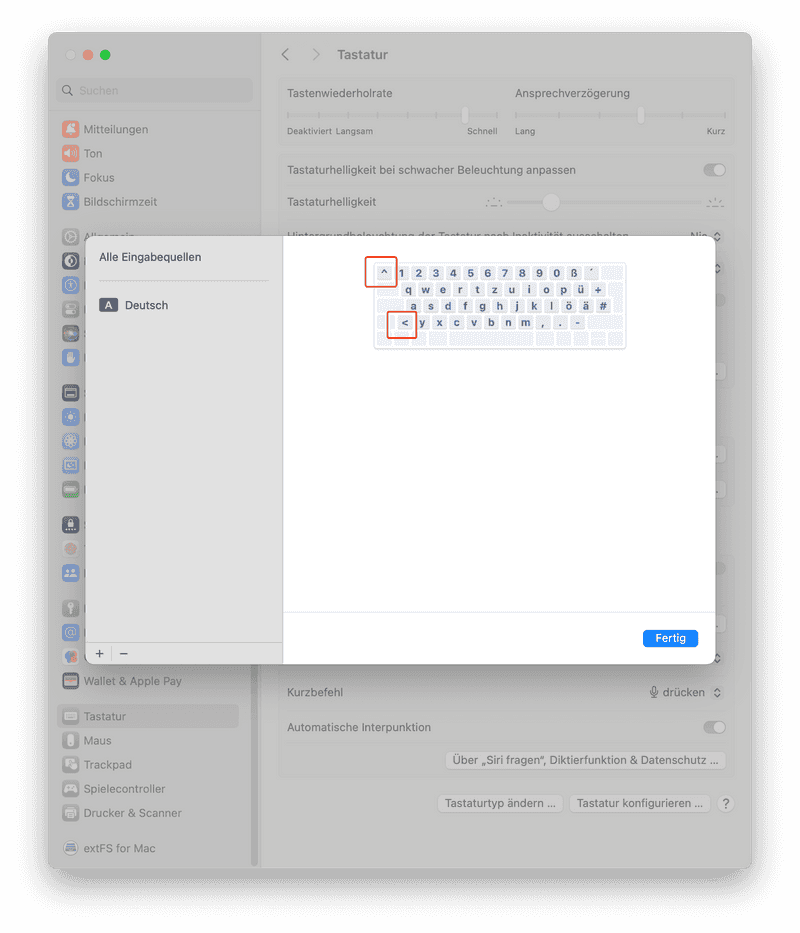 Tastatur
Suchen
Mitteilungen
Ton
Fokus
Bildschirmzeit
Allgemein
Tastenwiederholrate
Ansprechverzögerung
Deaktiviert Langsam
Schnell
Lang
Kurz
Tastaturhelligkeit bei schwacher Beleuchtung anpassen
Tastaturhelligkeit
Hintergrundbeleuchtung der Tastatur nach Inaktivität ausschalten
Nie
Alle Eingabequellen
A Deutsch
^ 1 2 3 4 5 6 7 8 9 0 ß ´
q w e r t z u i o p ü +
a s d f g h j k l ö ä #
< y x c v b n m , . -
+ −
Fertig
Wallet & Apple Pay
Tastatur
Maus
Trackpad
Spielecontroller
Drucker & Scanner
extFS for Mac
Kurzbefehl
drücken
Automatische Interpunktion
Über „Siri fragen“, Diktierfunktion & Datenschutz ...
Tastaturtyp ändern ...
Tastatur konfigurieren ...
?